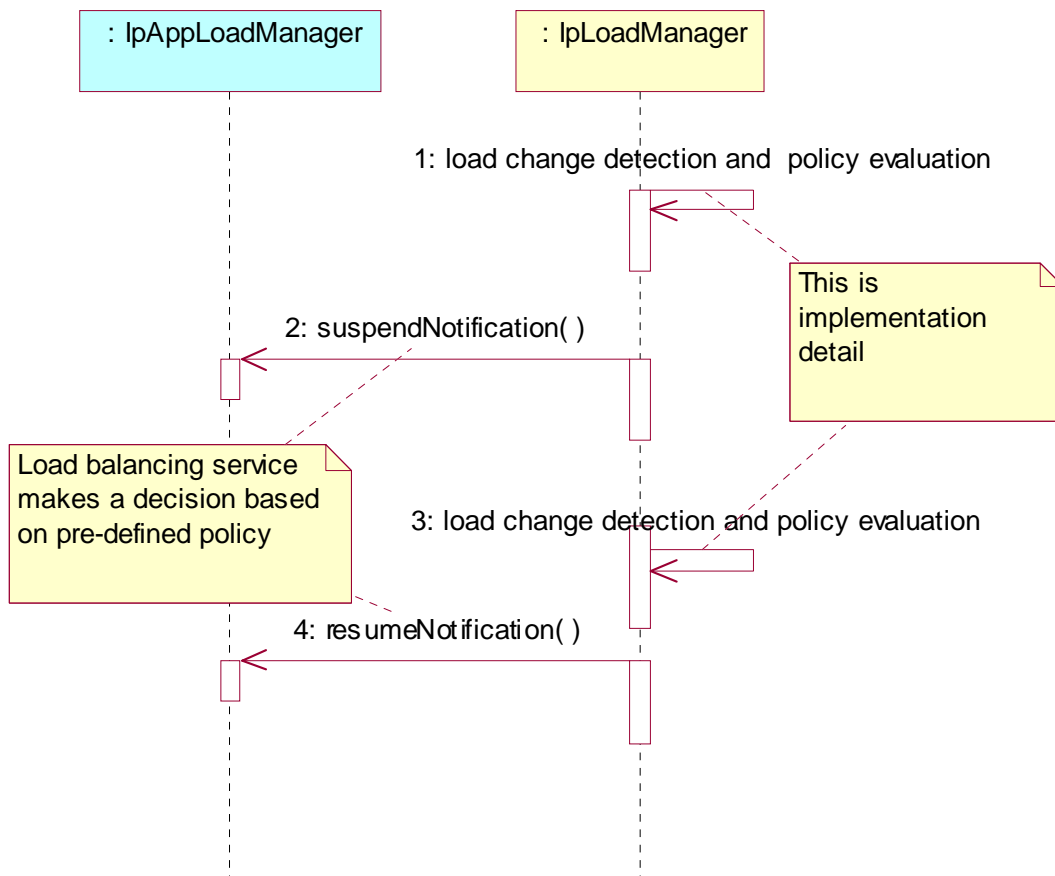 : IpAppLoadManager
: IpLoadManager
1: load change detection and policy evaluation
This is
implementation
detail
2: suspendNotification( )
Load balancing service
makes a decision based
on pre-defined policy
3: load change detection and policy evaluation
4: resumeNotification( )